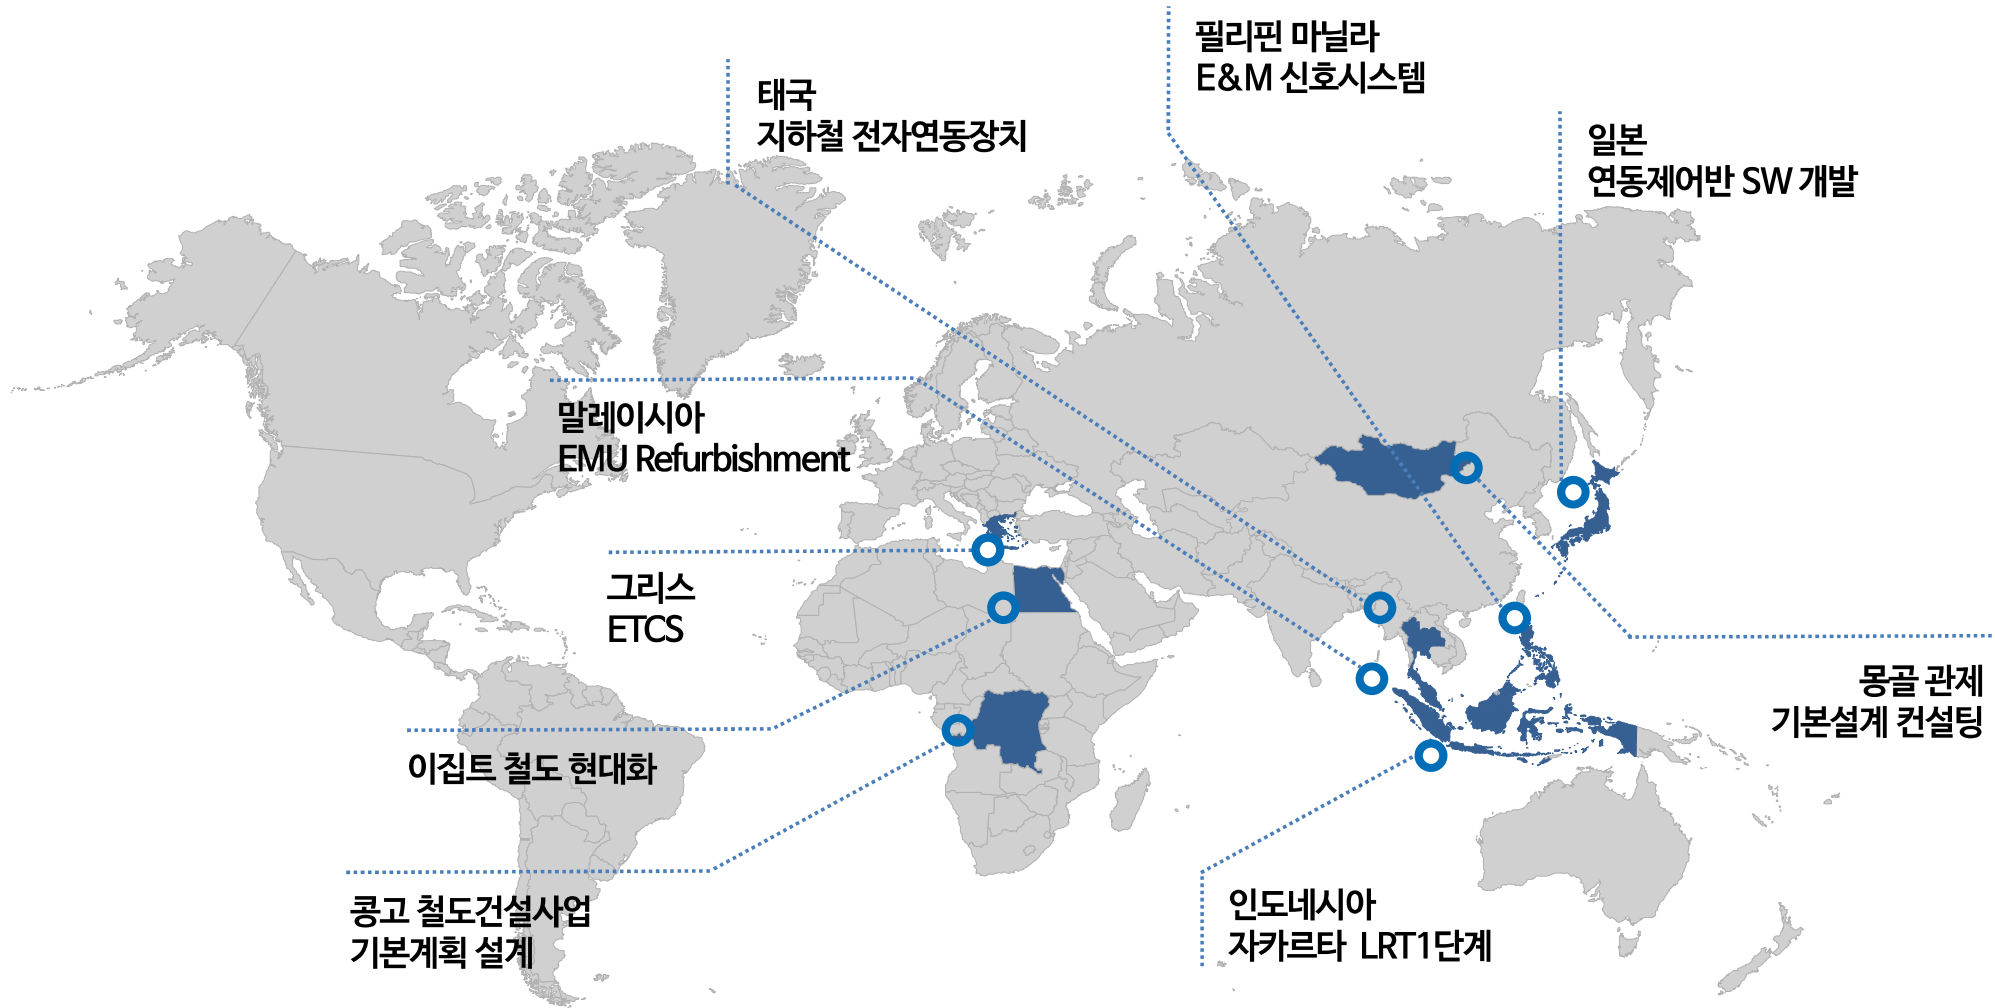 필리핀 마닐라
E&M 신호시스템
태국
지하철 전자연동장치
일본
연동제어반 SW 개발
말레이시아
EMU Refurbishment
그리스
ETCS
몽골 관제
기본설계 컨설팅
이집트 철도 현대화
콩고 철도건설사업
기본계획 설계
인도네시아
자카르타 LRT1단계